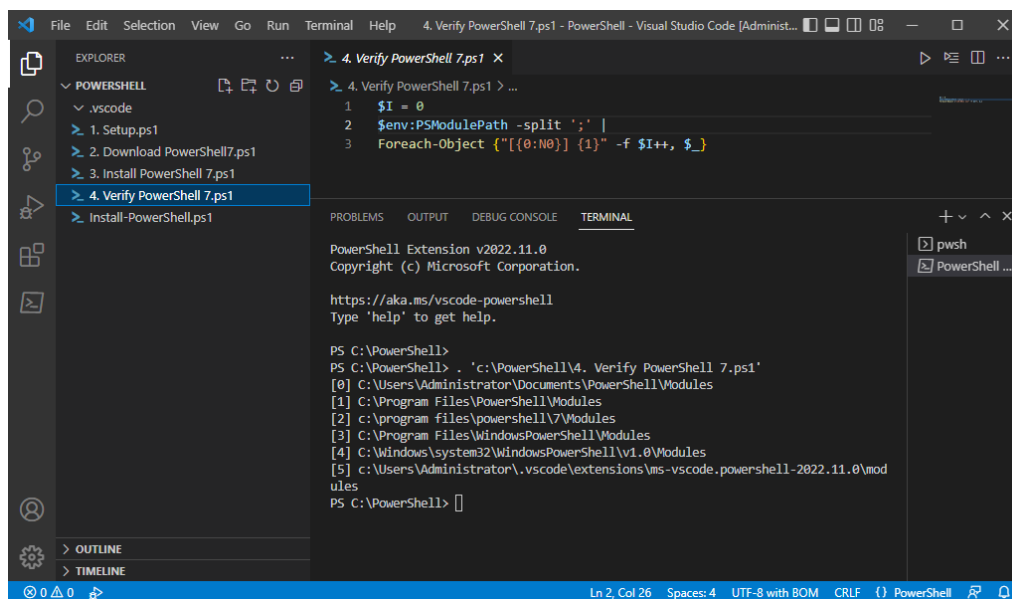 File Edit Selection View Go Run Terminal Help 4. Verify PowerShell 7.ps1 - PowerShell - Visual Studio Code [Administ...
EXPLORER ...
POWERSHELL
.vscode
1. Setup.ps1
2. Download PowerShell7.ps1
3. Install PowerShell 7.ps1
4. Verify PowerShell 7.ps1
Install-PowerShell.ps1
OUTLINE
TIMELINE
4. Verify PowerShell 7.ps1
4. Verify PowerShell 7.ps1 > ...
1 $I = 0
2 $env:PSModulePath -split ';' |
3 Foreach-Object {"[{0:N0}] {1}" -f $I++, $_}
PROBLEMS OUTPUT DEBUG CONSOLE TERMINAL
PowerShell Extension v2022.11.0
Copyright (c) Microsoft Corporation.
https://aka.ms/vscode-powershell
Type 'help' to get help.
PS C:\PowerShell>
PS C:\PowerShell> . 'c:\PowerShell\4. Verify PowerShell 7.ps1'
[0] C:\Users\Administrator\Documents\PowerShell\Modules
[1] C:\Program Files\PowerShell\Modules
[2] c:\program files\powershell\7\Modules
[3] C:\Program Files\WindowsPowerShell\Modules
[4] C:\Windows\system32\WindowsPowerShell\v1.0\Modules
[5] c:\Users\Administrator\.vscode\extensions\ms-vscode.powershell-2022.11.0\mod
ules
PS C:\PowerShell>
pwsh
PowerShell ...
0 0 Ln 2, Col 26 Spaces: 4 UTF-8 with BOM CRLF {} PowerShell